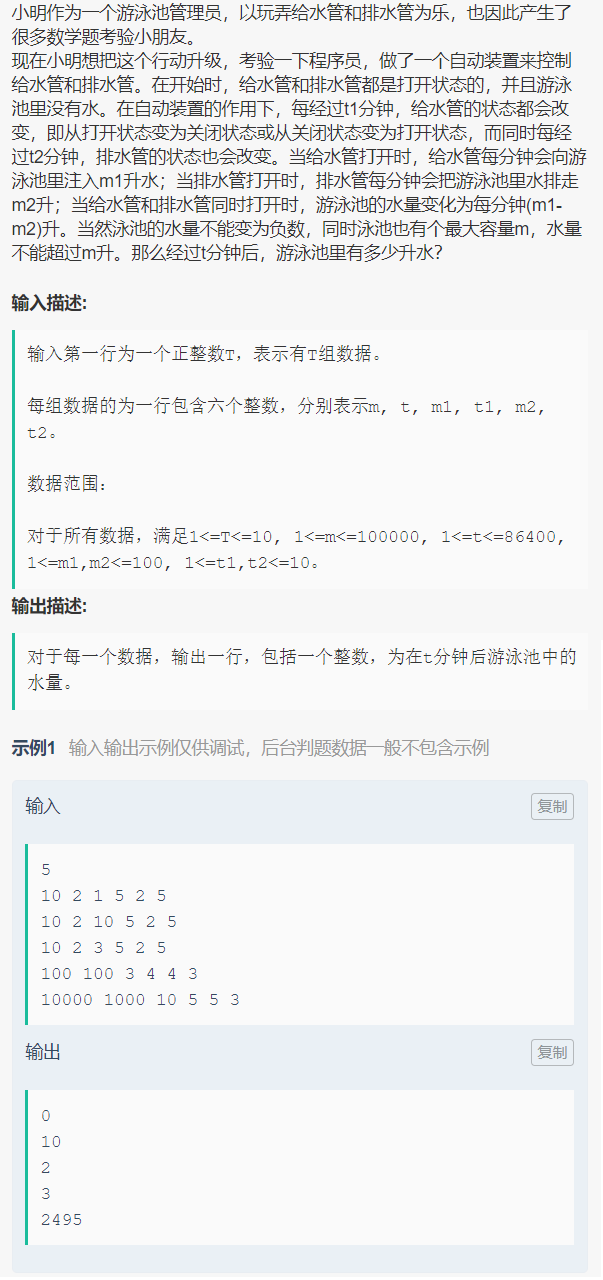 小明作为一个游泳池管理员，以玩弄给水管和排水管为乐，也因此产生了
很多数学题考验小朋友。
现在小明想把这个行动升级，考验一下程序员，做了一个自动装置来控制
给水管和排水管。在开始时，给水管和排水管都是打开状态的，并且游泳
池里没有水。在自动装置的作用下，每经过t1分钟，给水管的状态都会改
变，即从打开状态变为关闭状态或从关闭状态变为打开状态，而同时每经
过t2分钟，排水管的状态也会改变。当给水管打开时，给水管每分钟会向游
泳池里注入m1升水；当排水管打开时，排水管每分钟会把游泳池里水排走
m2升；当给水管和排水管同时打开时，游泳池的水量变化为每分钟(m1-
m2)升。当然泳池的水量不能变为负数，同时泳池也有个最大容量m，水量
不能超过m升。那么经过t分钟后，游泳池里有多少升水？
输入描述:
输入第一行为一个正整数T，表示有T组数据。
每组数据的为一行包含六个整数，分别表示m, t, m1, t1, m2,
t2。
数据范围：
对于所有数据，满足1<=T<=10, 1<=m<=100000, 1<=t<=86400,
1<=m1,m2<=100, 1<=t1,t2<=10。
输出描述:
对于每一个数据，输出一行，包括一个整数，为在t分钟后游泳池中的
水量。
示例1 输入输出示例仅供调试，后台判题数据一般不包含示例
输入 复制
5
10 2 1 5 2 5
10 2 10 5 2 5
10 2 3 5 2 5
100 100 3 4 4 3
10000 1000 10 5 5 3
输出 复制
0
10
2
3
2495